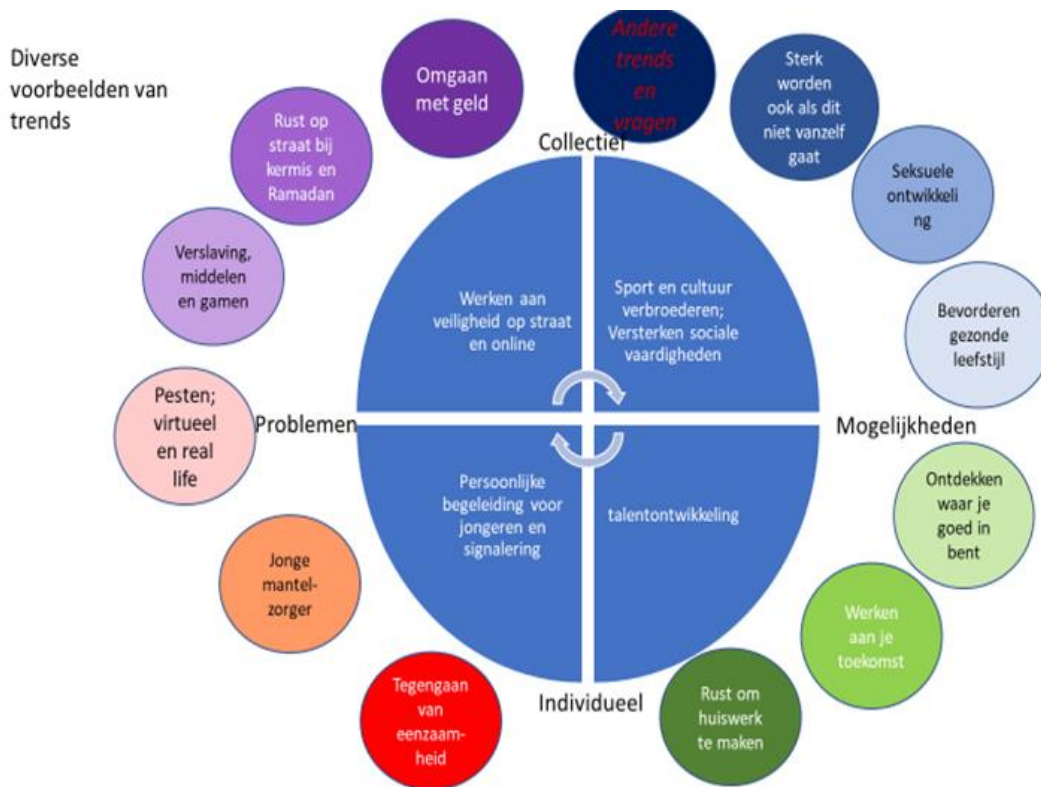 Diverse
voorbeelden van
trends
Omgaan
met geld
Andere
trends
en
vragen
Sterk
worden
ook als dit
niet vanzelf
gaat
Rust op
straat bij
kermis en
Ramadan
Collectief
Seksuele
ontwikkeli
ng
Verslaving,
middelen
en gamen
Werken aan
veiligheid op straat
en online
Sport en cultuur
verbroederen;
Versterken sociale
vaardigheden
Bevorderen
gezonde
leefstijl
Pesten;
virtueel
en real
life
Problemen
Mogelijkheden
Persoonlijke
begeleiding voor
jongeren en
signalering
talentontwikkeling
Ontdekken
waar je
goed in
bent
Jonge
mantel-
zorger
Werken
aan je
toekomst
Tegengaan
van
eenzaam-
heid
Individueel
Rust om
huiswerk
te maken